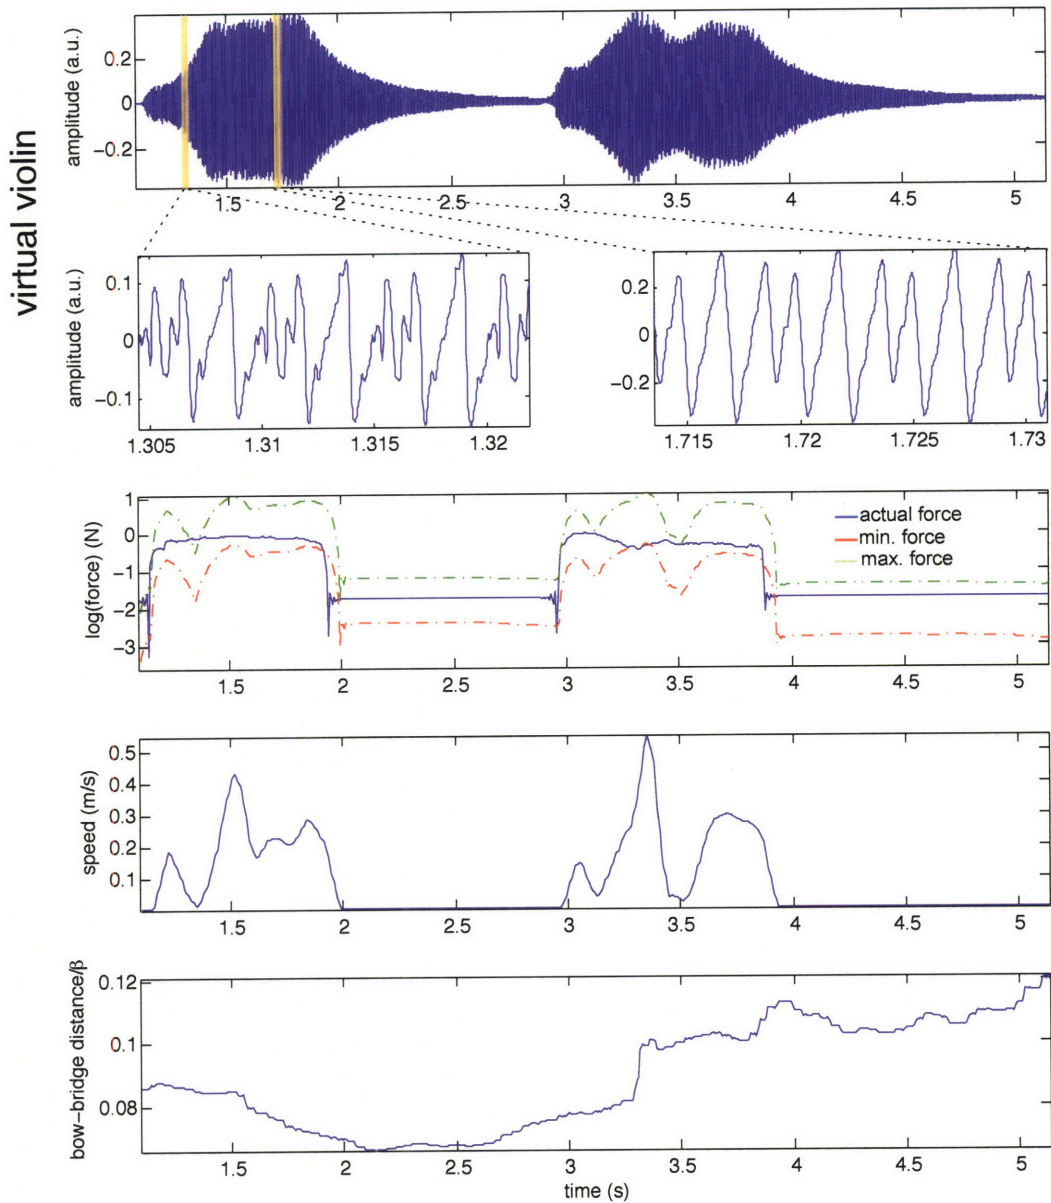 virtual violin
amplitude (a.u.)
0.2
0
−0.2
1.5 2 2.5 3 3.5 4 4.5 5
amplitude (a.u.)
0.1
0
−0.1
1.305 1.31 1.315 1.32
0.2
0
−0.2
1.715 1.72 1.725 1.73
log(force) (N)
1
0
−1
−2
−3
actual force
min. force
max. force
1.5 2 2.5 3 3.5 4 4.5 5
speed (m/s)
0.5
0.4
0.3
0.2
0.1
1.5 2 2.5 3 3.5 4 4.5 5
bow−bridge distance/β
0.12
0.1
0.08
1.5 2 2.5 3 3.5 4 4.5 5
time (s)